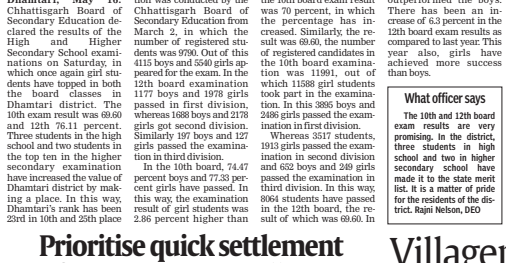 Dhamtari, May 16:
Chhattisgarh Board of
Secondary Education de-
clared the results of the
High and Higher
Secondary School exami-
nations on Saturday, in
which once again girl stu-
dents have topped in both
the board classes in
Dhamtari district. The
10th exam result was 69.60
and 12th 76.11 percent.
Three students in the high
school and two students in
the top ten in the higher
secondary examination
have increased the value of
Dhamtari district by mak-
ing a place. In this way,
Dhamtari's rank has been
23rd in 10th and 25th place
tion was conducted by the
Chhattisgarh Board of
Secondary Education from
March 2, in which the
number of registered stu-
dents was 9790. Out of this
4115 boys and 5540 girls ap-
peared for the exam. In the
12th board examination
1177 boys and 1978 girls
passed in first division,
whereas 1688 boys and 2178
girls got second division.
Similarly 197 boys and 127
girls passed the examina-
tion in third division.
In the 10th board, 74.47
percent boys and 77.33 per-
cent girls have passed. In
this way, the examination
result of girl students was
2.86 percent higher than
the 10th board exam result
was 70 percent, in which
the percentage has in-
creased. Similarly, the re-
sult was 69.60, the number
of registered candidates in
the 10th board examina-
tion was 11991, out of
which 11588 girl students
took part in the examina-
tion. In this 3895 boys and
2486 girls passed the exam-
ination in first division.
Whereas 3517 students,
1913 girls passed the exam-
ination in second division
and 652 boys and 249 girls
passed the examination in
third division. In this way,
8064 students have passed
in the 12th board, the re-
sult of which was 69.60. In
outperformed the boys.
There has been an in-
crease of 6.3 percent in the
12th board exam results as
compared to last year. This
year also, girls have
achieved more success
than boys.
What officer says
The 10th and 12th board
exam results are very
promising. In the district,
three students in high
school and two in higher
secondary school have
made it to the state merit
list. It is a matter of pride
for the residents of the dis-
trict. Rajni Nelson, DEO
Prioritise quick settlement
Villager